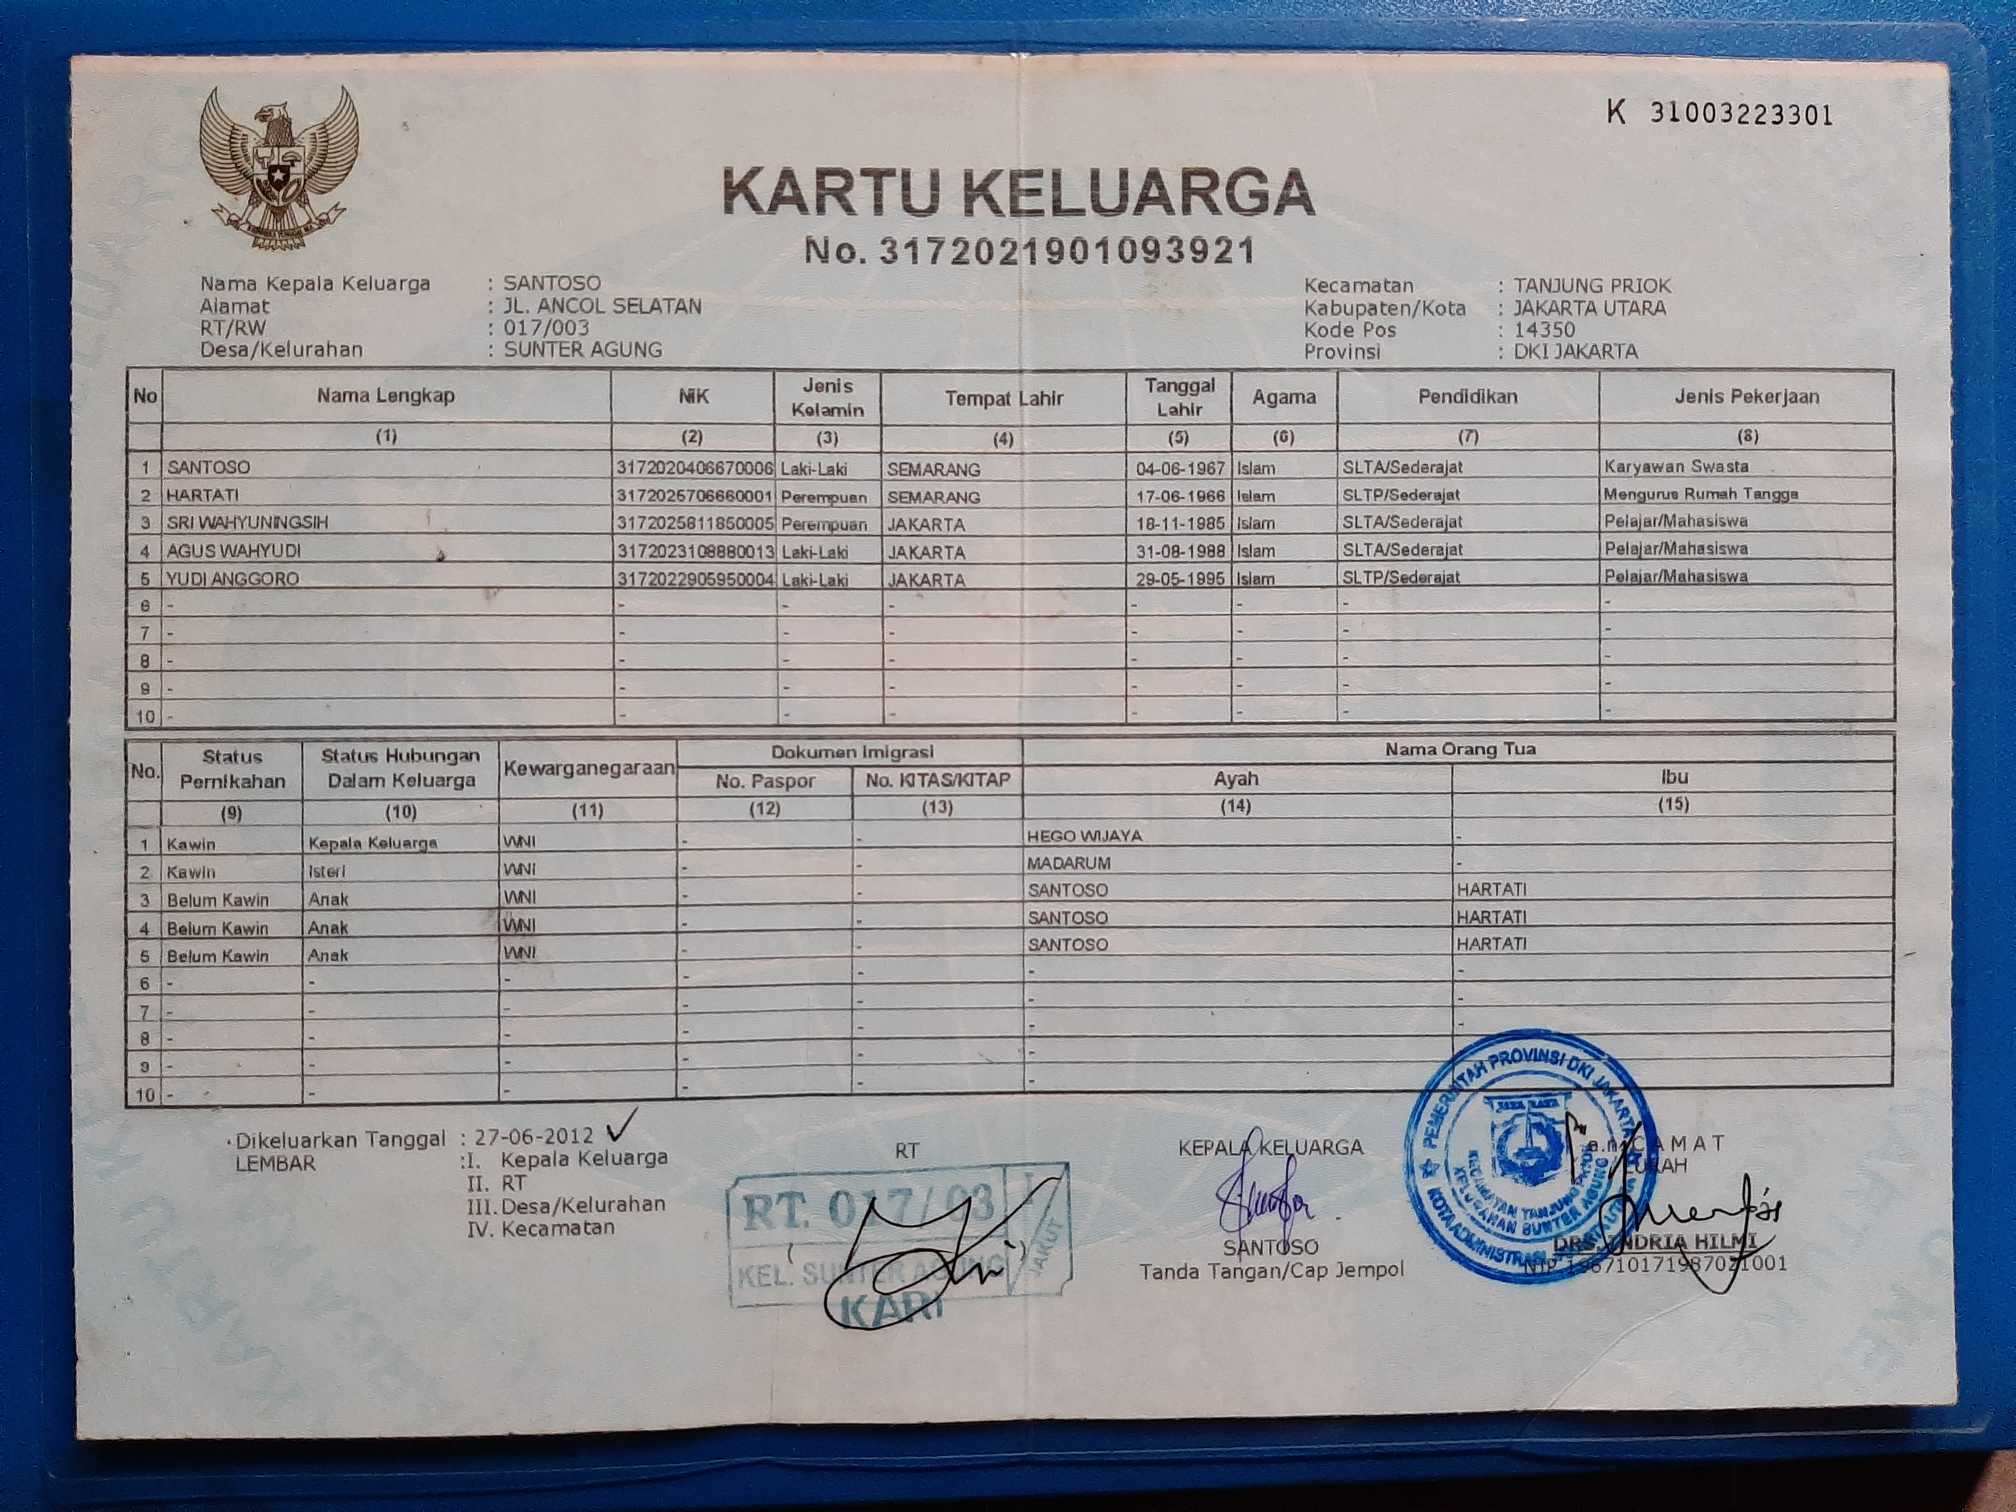 K 31003223301
KARTU KELUARGA
No. 3172021901093921
Nama Kepala Keluarga : SANTOSO Kecamatan : TANJUNG PRIOK
Alamat : JL. ANCOL SELATAN Kabupaten/Kota : JAKARTA UTARA
RT/RW : 017/003 Kode Pos : 14350
Desa/Kelurahan : SUNTER AGUNG Provinsi : DKI JAKARTA
No Nama Lengkap NIK Jenis Kelamin Tempat Lahir Tanggal Lahir Agama Pendidikan Jenis Pekerjaan
(1) (2) (3) (4) (5) (6) (7) (8)
1 SANTOSO 3172020406670006 Laki-Laki SEMARANG 04-06-1967 Islam SLTA/Sederajat Karyawan Swasta
2 HARTATI 3172025706660001 Perempuan SEMARANG 17-06-1966 Islam SLTP/Sederajat Mengurus Rumah Tangga
3 SRI WAHYUNINGSIH 3172025811850005 Perempuan JAKARTA 18-11-1985 Islam SLTA/Sederajat Pelajar/Mahasiswa
4 AGUS WAHYUDI 3172023108880013 Laki-Laki JAKARTA 31-08-1988 Islam SLTA/Sederajat Pelajar/Mahasiswa
5 YUDI ANGGORO 3172022905950004 Laki-Laki JAKARTA 29-05-1995 Islam SLTP/Sederajat Pelajar/Mahasiswa
6 - - - - - - - -
7 - - - - - - - -
8 - - - - - - - -
9 - - - - - - - -
10 - - - - - - - -
No. Status Pernikahan Status Hubungan Dalam Keluarga Kewarganegaraan Dokumen Imigrasi Nama Orang Tua
No. Paspor No. KITAS/KITAP Ayah Ibu
(9) (10) (11) (12) (13) (14) (15)
1 Kawin Kepala Keluarga WNI - - HEGO WIJAYA -
2 Kawin Isteri WNI - - MADARUM -
3 Belum Kawin Anak WNI - - SANTOSO HARTATI
4 Belum Kawin Anak WNI - - SANTOSO HARTATI
5 Belum Kawin Anak WNI - - SANTOSO HARTATI
6 - - - - - - -
7 - - - - - - -
8 - - - - - - -
9 - - - - - - -
10 - - - - - -
Dikeluarkan Tanggal : 27-06-2012
LEMBAR :I. Kepala Keluarga
II. RT
III. Desa/Kelurahan
IV. Kecamatan
RT
RT. 017/03
KEL. SUNTER AGUNG
JAKUT
KARI
KEPALA KELUARGA
SANTOSO
Tanda Tangan/Cap Jempol
a.n. CAMAT
LURAH
PEMERINTAH PROVINSI DKI JAKARTA
KOTA ADMINISTRASI JAKARTA UTARA
KECAMATAN TANJUNG PRIOK
KELURAHAN SUNTER AGUNG
DRS. INDRIA HILMI
NIP 196710171987021001